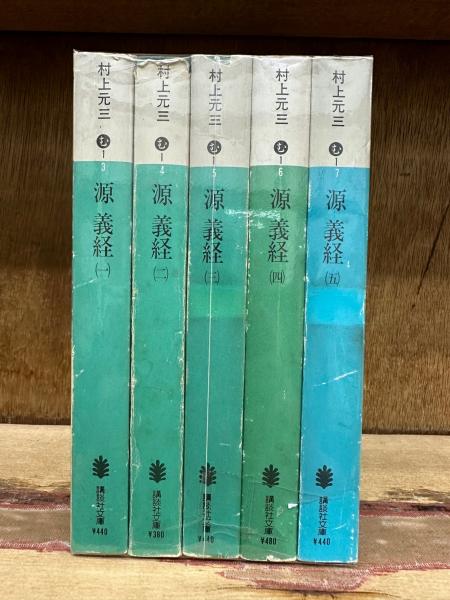 村上元三
む-3
源義経
(一)
講談社文庫
¥440
村上元三
む-4
源義経
(二)
講談社文庫
¥380
村上元三
む-5
源義経
(三)
講談社文庫
村上元三
む-6
源義経
(四)
講談社文庫
¥480
村上元三
む-7
源義経
(五)
講談社文庫
¥440